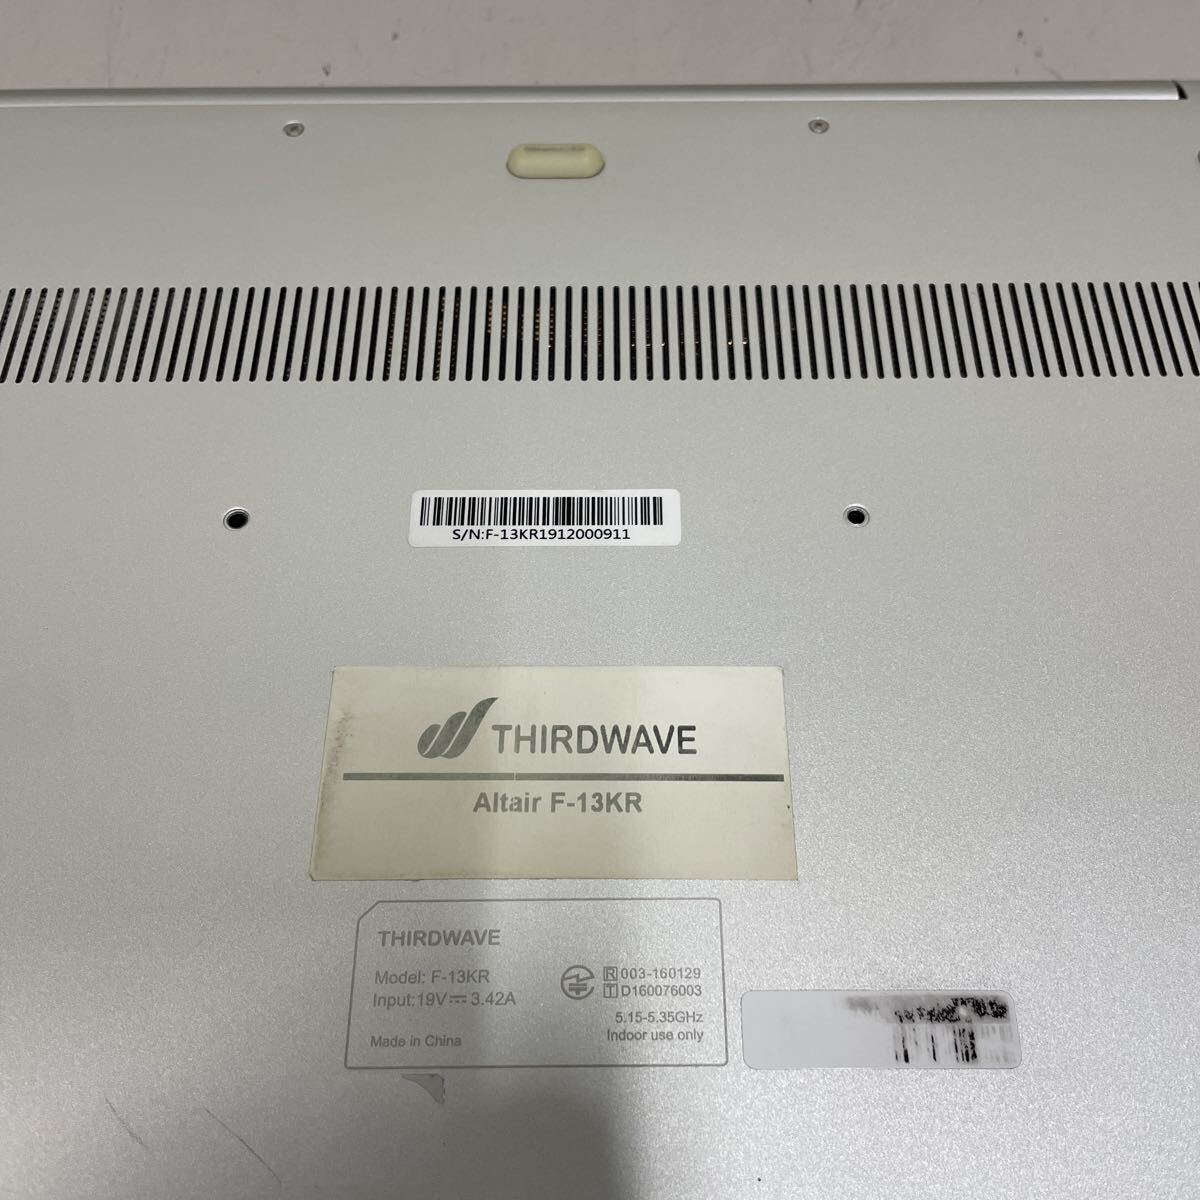 S/N:F-13KR1912000911
THIRDWAVE
Altair F-13KR
THIRDWAVE
Model: F-13KR
Input:19V⎓3.42A
Made in China
R 003-160129
T D160076003
5.15-5.35GHz
Indoor use only